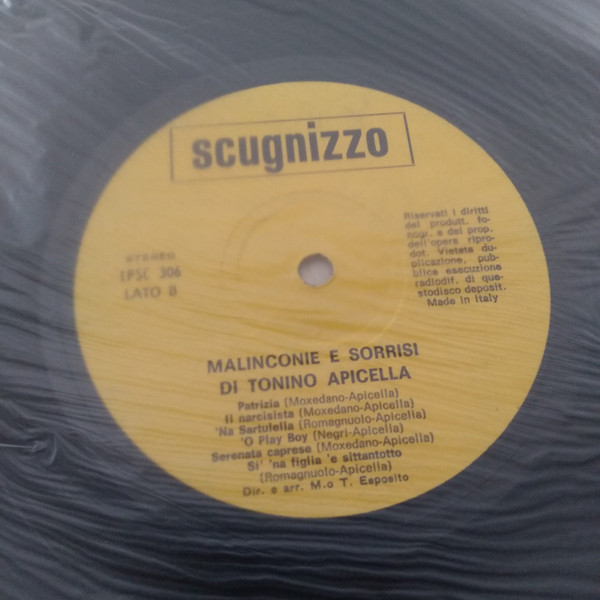 scugnizzo
Riservati i diritti
del produtt. fo-
nogr. e del prop.
dell'opera ripro-
dot. Vietata du-
plicazione, pub-
blica esecuzione
radiodif. di que-
stodisco deposit.
Made in Italy
STEREO
LPSC 306
LATO B
MALINCONIE E SORRISI
DI TONINO APICELLA
Patrizia (Moxedano-Apicella)
Il narcisista (Moxedano-Apicella)
'Na Sartulella (Romagnuolo-Apicella)
'O Play Boy (Negri-Apicella)
Serenata caprese (Moxedano-Apicella)
Si' 'na figlia 'e sittantotto
(Romagnuolo-Apicella)
Dir. e arr. M.o T. Esposito